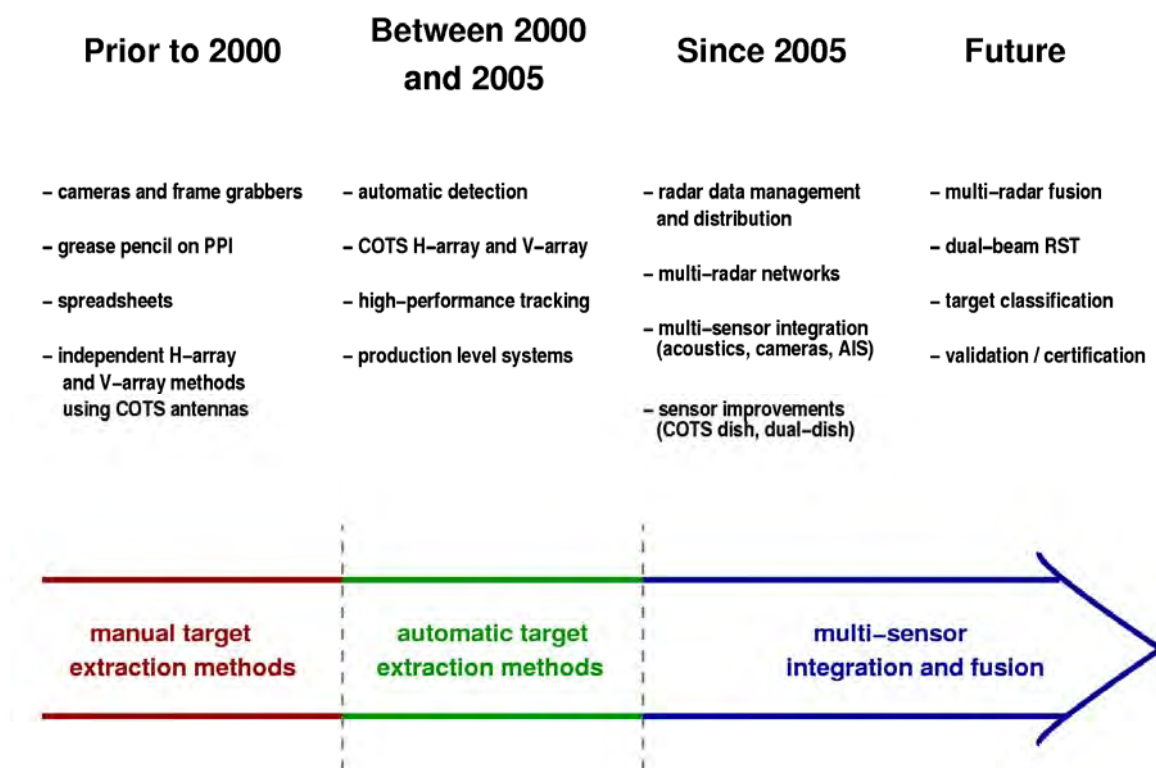 Prior to 2000
Between 2000
and 2005
Since 2005
Future
– cameras and frame grabbers
– grease pencil on PPI
– spreadsheets
– independent H–array
and V–array methods
using COTS antennas
– automatic detection
– COTS H–array and V–array
– high–performance tracking
– production level systems
– radar data management
and distribution
– multi–radar networks
– multi–sensor integration
(acoustics, cameras, AIS)
– sensor improvements
(COTS dish, dual–dish)
– multi–radar fusion
– dual–beam RST
– target classification
– validation / certification
manual target
extraction methods
automatic target
extraction methods
multi–sensor
integration and fusion